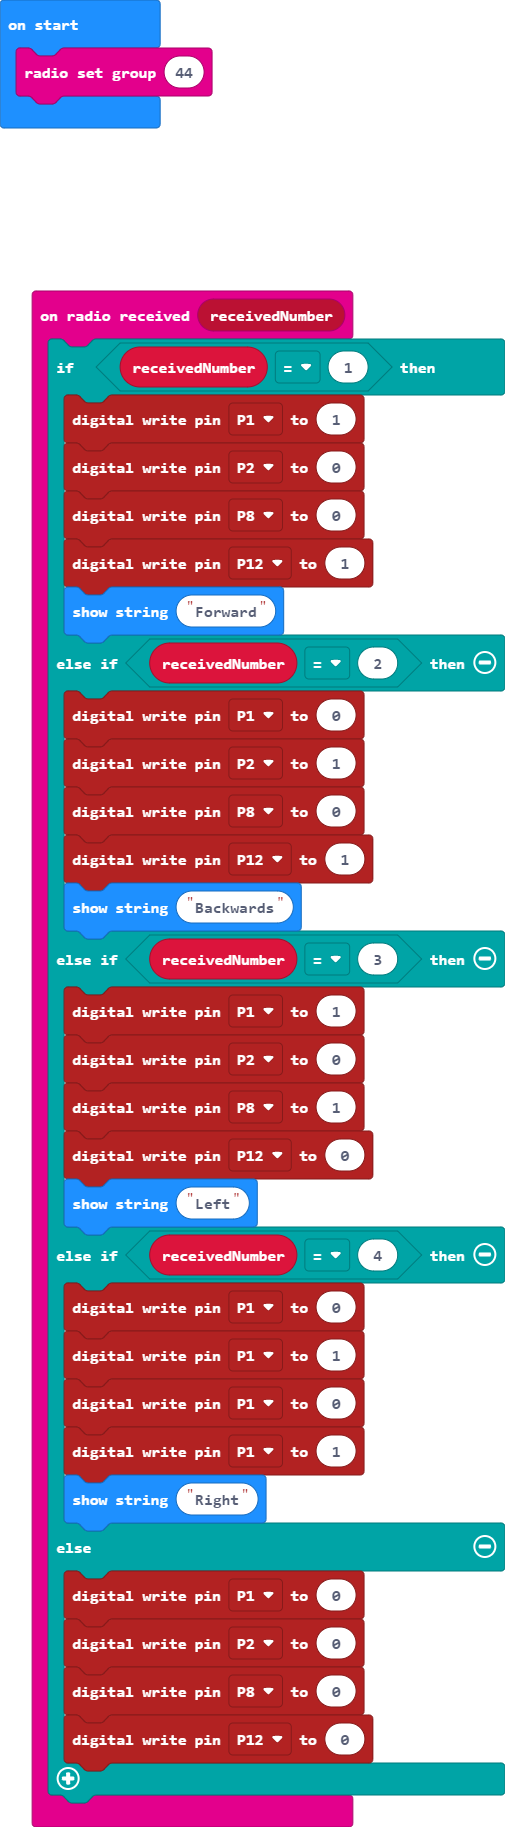 on start
radio set group 44
on radio received receivedNumber
if receivedNumber = 1 then
digital write pin P1 to 1
digital write pin P2 to 0
digital write pin P8 to 0
digital write pin P12 to 1
show string "Forward"
else if receivedNumber = 2 then
digital write pin P1 to 0
digital write pin P2 to 1
digital write pin P8 to 0
digital write pin P12 to 1
show string "Backwards"
else if receivedNumber = 3 then
digital write pin P1 to 1
digital write pin P2 to 0
digital write pin P8 to 1
digital write pin P12 to 0
show string "Left"
else if receivedNumber = 4 then
digital write pin P1 to 0
digital write pin P1 to 1
digital write pin P1 to 0
digital write pin P1 to 1
show string "Right"
else
digital write pin P1 to 0
digital write pin P2 to 0
digital write pin P8 to 0
digital write pin P12 to 0